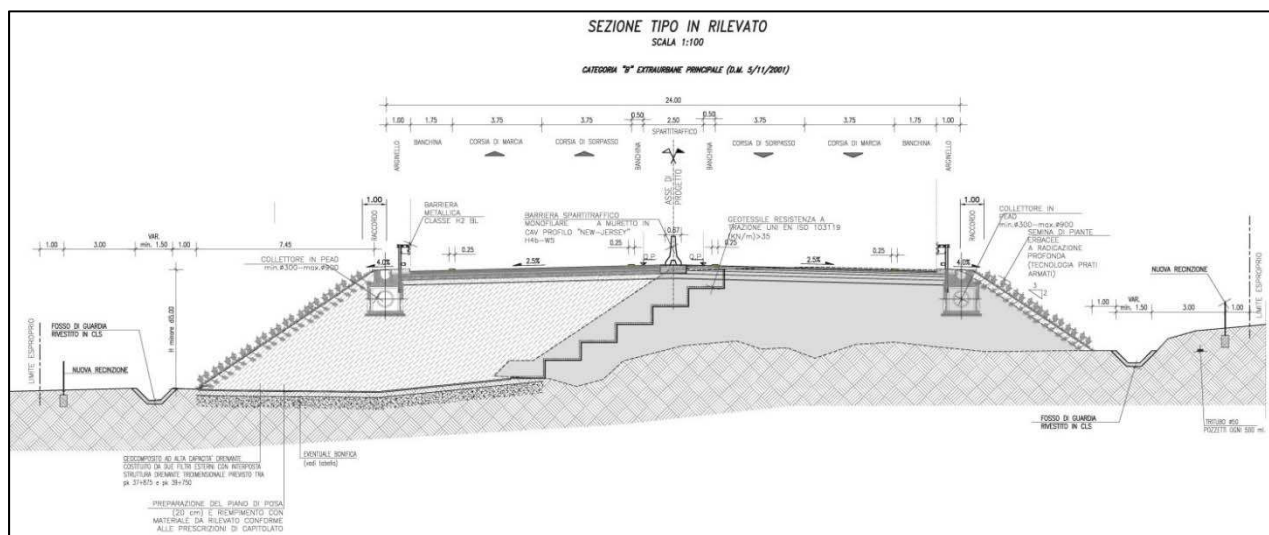 SEZIONE TIPO IN RILEVATO
SCALA 1:100
CATEGORIA "B" EXTRAURBANE PRINCIPALE (D.M. 5/11/2001)
24.00
1.00 1.75 3.75 3.75 0.50 2.50 0.50 3.75 3.75 1.75 1.00
SPARTITRAFFICO
ARGINELLO
BANCHINA
CORSIA DI MARCIA
CORSIA DI SORPASSO
BANCHINA
ASSE DI
PROGETTO
BANCHINA
CORSIA DI SORPASSO
CORSIA DI MARCIA
BANCHINA
ARGINELLO
1.00
RACCORDO
BARRIERA
METALLICA
CLASSE H2 BL
BARRIERA SPARTITRAFFICO
MONOFILARE A MURETTO IN
CAV PROFILO "NEW-JERSEY"
H4b-W5
0.67
GEOTESSILE RESISTENZA A
TRAZIONE UNI EN ISO 103119
(KN/m)>35
1.00
RACCORDO
COLLETTORE IN
PEAD
min.ø300-max.ø900
SEMINA DI PIANTE
ERBACEE
A RADICAZIONE
PROFONDA
(TECNOLOGIA PRATI
ARMATI)
VAR.
1.00 3.00 min. 1.50 1.00 7.45
COLLETTORE IN PEAD
min.ø300-max.ø900
4.0%
0.25
2.5%
0.25
Q.P.
Q.P.
0.25
2.5%
0.25
4.0%
3
2
NUOVA RECINZIONE
LIMITE ESPROPRIO
VAR.
1.00 min. 1.50 3.00 1.00
LIMITE ESPROPRIO
FOSSO DI GUARDIA
RIVESTITO IN CLS
NUOVA RECINZIONE
FOSSO DI GUARDIA
RIVESTITO IN CLS
TRITUBO ø50
POZZETTI OGNI 500 ml.
GEOCOMPOSITO AD ALTA CAPACITA' DRENANTE
COSTITUITO DA DUE FILTRI ESTERNI CON INTERPOSTA
STRUTTURA DRENANTE TRIDIMENSIONALE PREVISTO TRA
pk 37+875 e pk 39+750
EVENTUALE BONIFICA
(vedi tabella)
PREPARAZIONE DEL PIANO DI POSA
(20 cm) E RIEMPIMENTO CON
MATERIALE DA RILEVATO CONFORME
ALLE PRESCRIZIONI DI CAPITOLATO